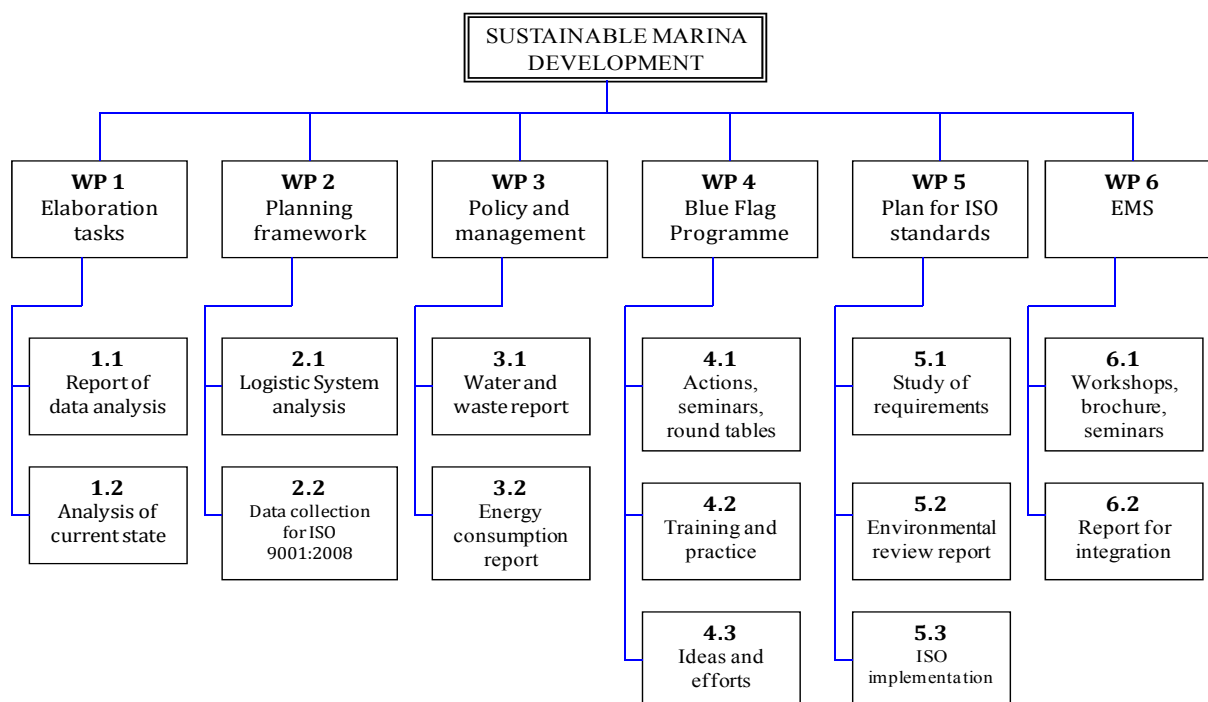 SUSTAINABLE MARINA
DEVELOPMENT
WP 1
Elaboration
tasks
WP 2
Planning
framework
WP 3
Policy and
management
WP 4
Blue Flag
Programme
WP 5
Plan for ISO
standards
WP 6
EMS
1.1
Report of
data analysis
2.1
Logistic System
analysis
3.1
Water and
waste report
4.1
Actions,
seminars,
round tables
5.1
Study of
requirements
6.1
Workshops,
brochure,
seminars
1.2
Analysis of
current state
2.2
Data collection
for ISO
9001:2008
3.2
Energy
consumption
report
4.2
Training and
practice
5.2
Environmental
review report
6.2
Report for
integration
4.3
Ideas and
efforts
5.3
ISO
implementation